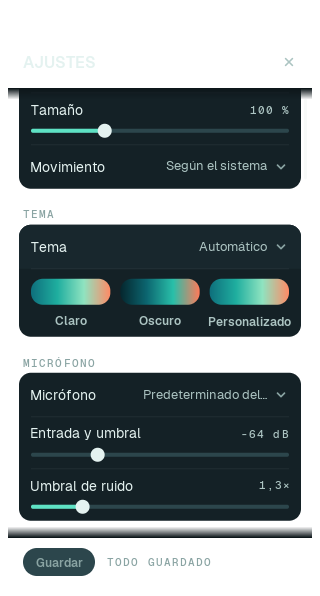 AJUSTES ×
Tamaño 100 %
Movimiento Según el sistema
TEMA
Tema Automático
Claro Oscuro Personalizado
MICRÓFONO
Micrófono Predeterminado del…
Entrada y umbral -64 dB
Umbral de ruido 1,3×
Guardar TODO GUARDADO